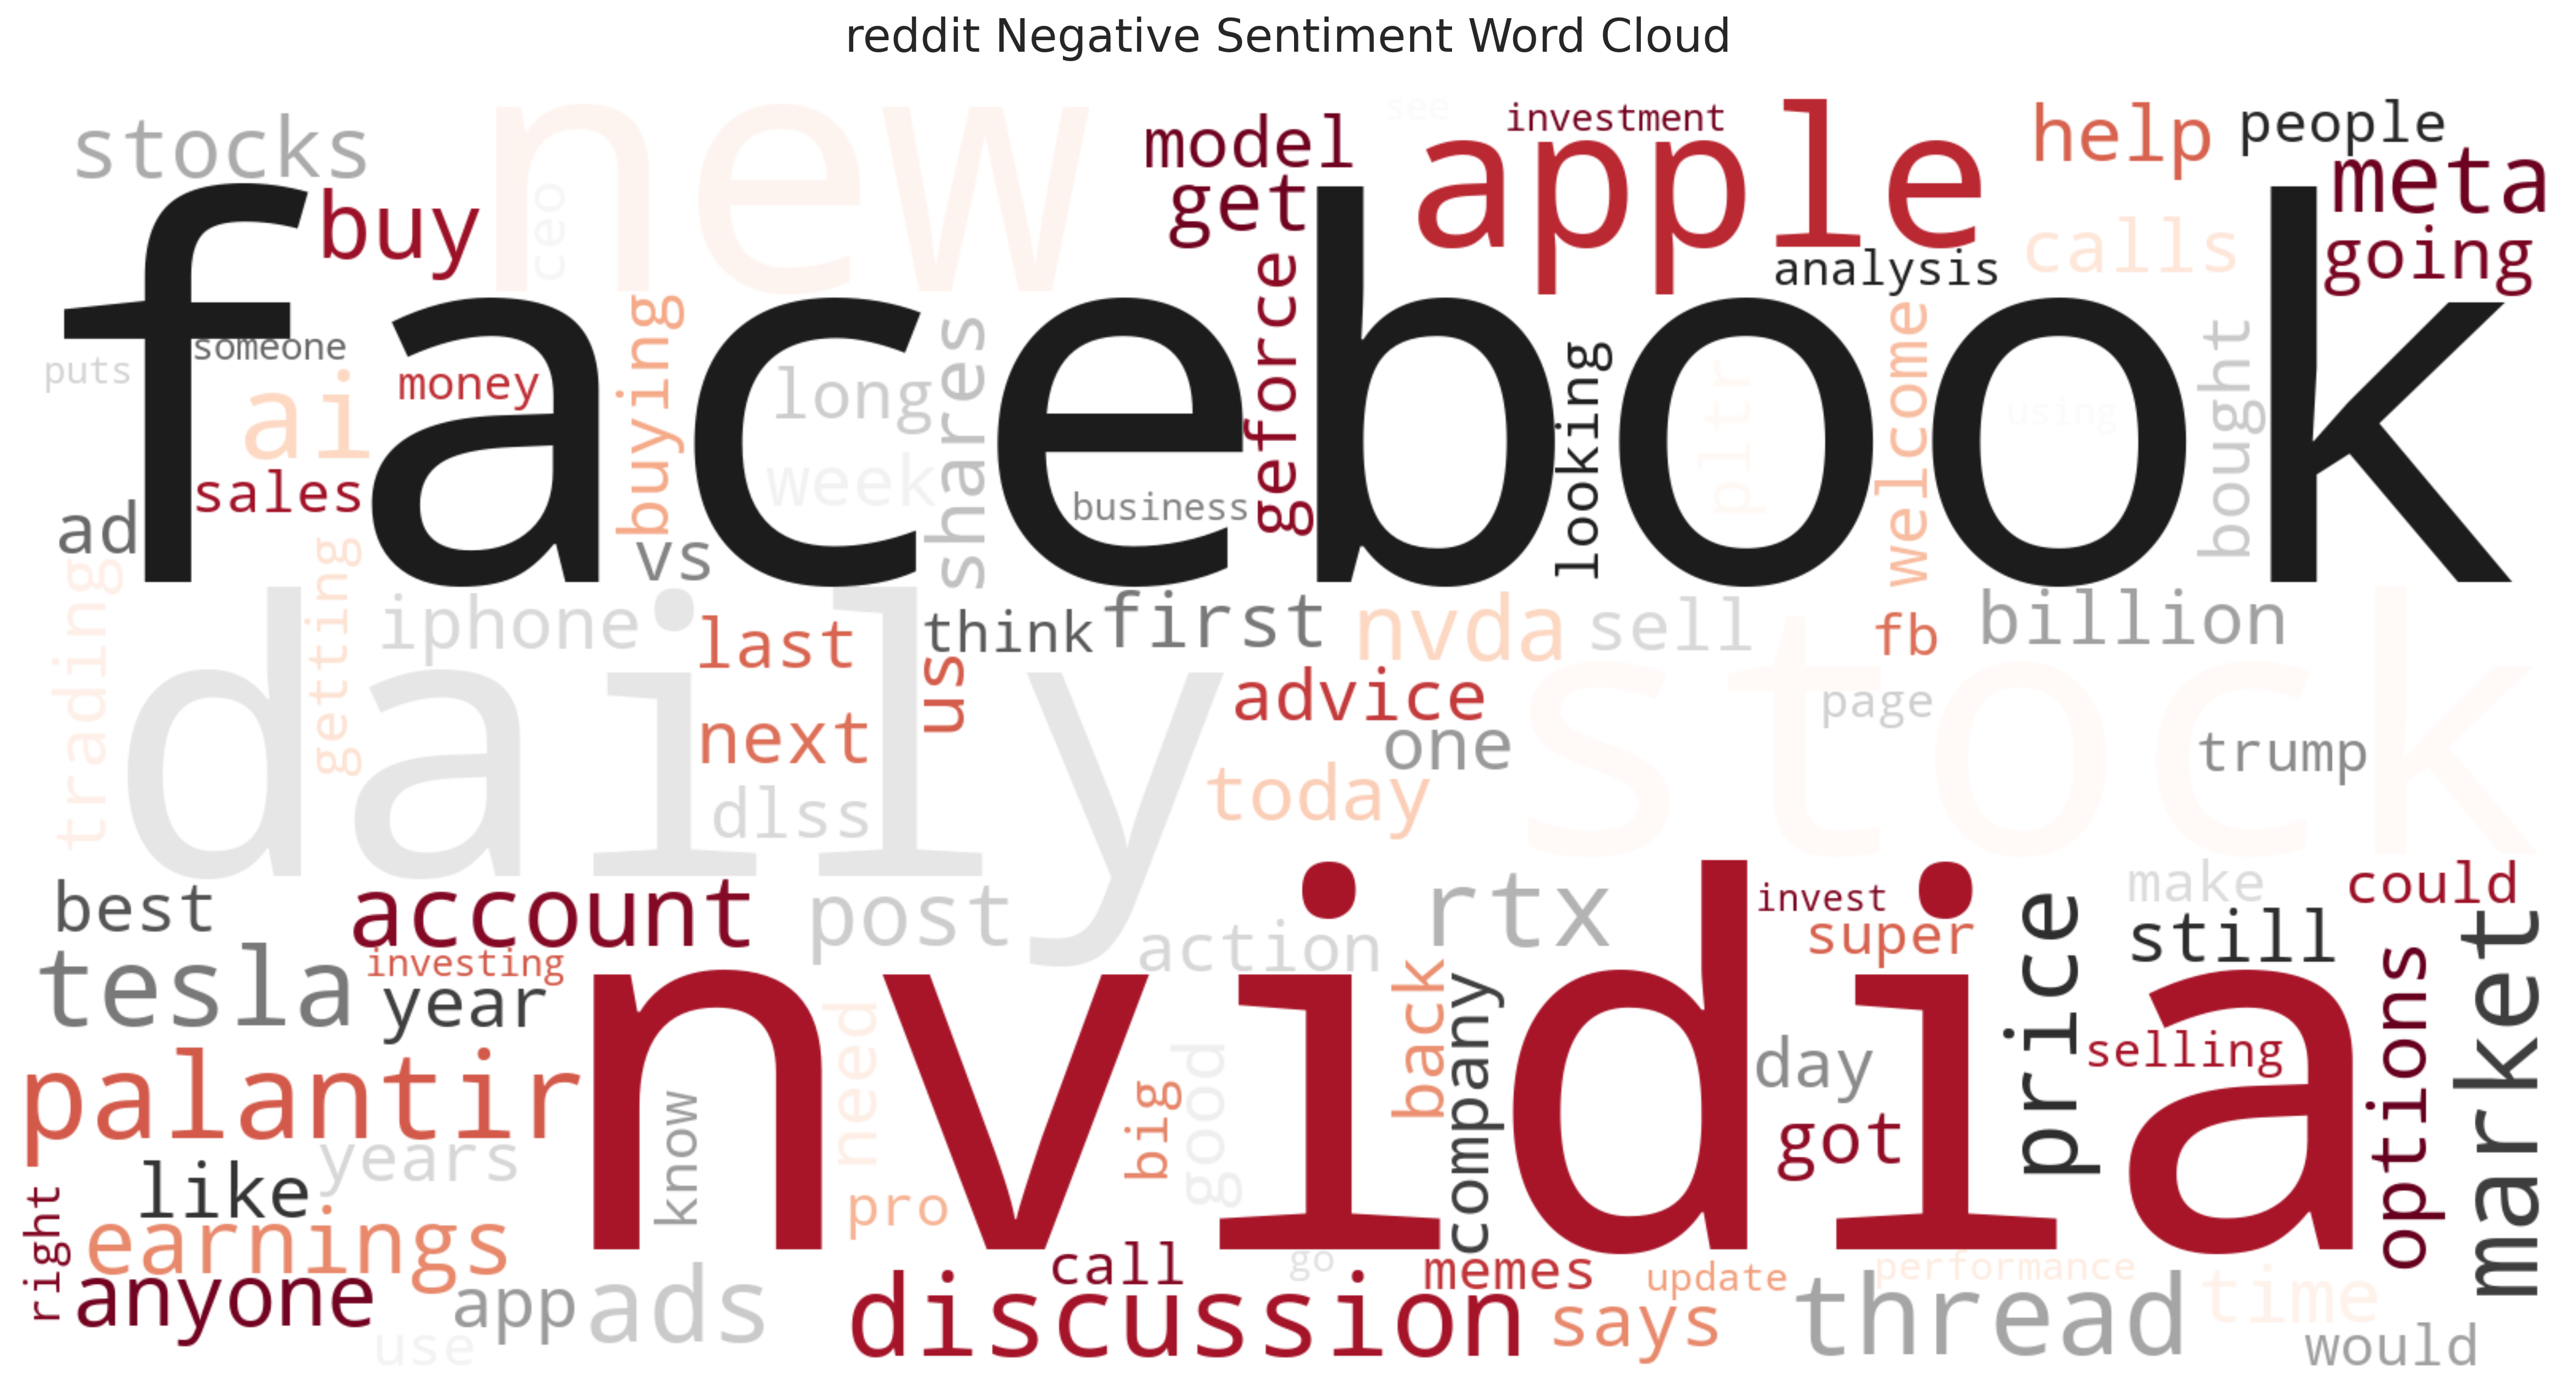 reddit Negative Sentiment Word Cloud
new
see
investment
model
apple
help
people
stocks
meta
buy
ceo
get
calls
going
facebook
analysis
geforce
someone
puts
ai
money
buying
long
shares
looking
pltr
welcome
using
bought
week
sales
business
ad
vs
trading
getting
iphone
daily
last
think
first
nvda
sell
stock
fb
billion
us
advice
page
next
one
trump
today
dlss
best
account
post
action
rtx
invest
super
make
could
still
tesla
investing
year
nvidia
need
back
company
price
market
options
day
selling
palantir
know
good
big
got
years
like
pro
right
earnings
call
go
memes
update
performance
anyone
app
ads
discussion
says
thread
time
use
would